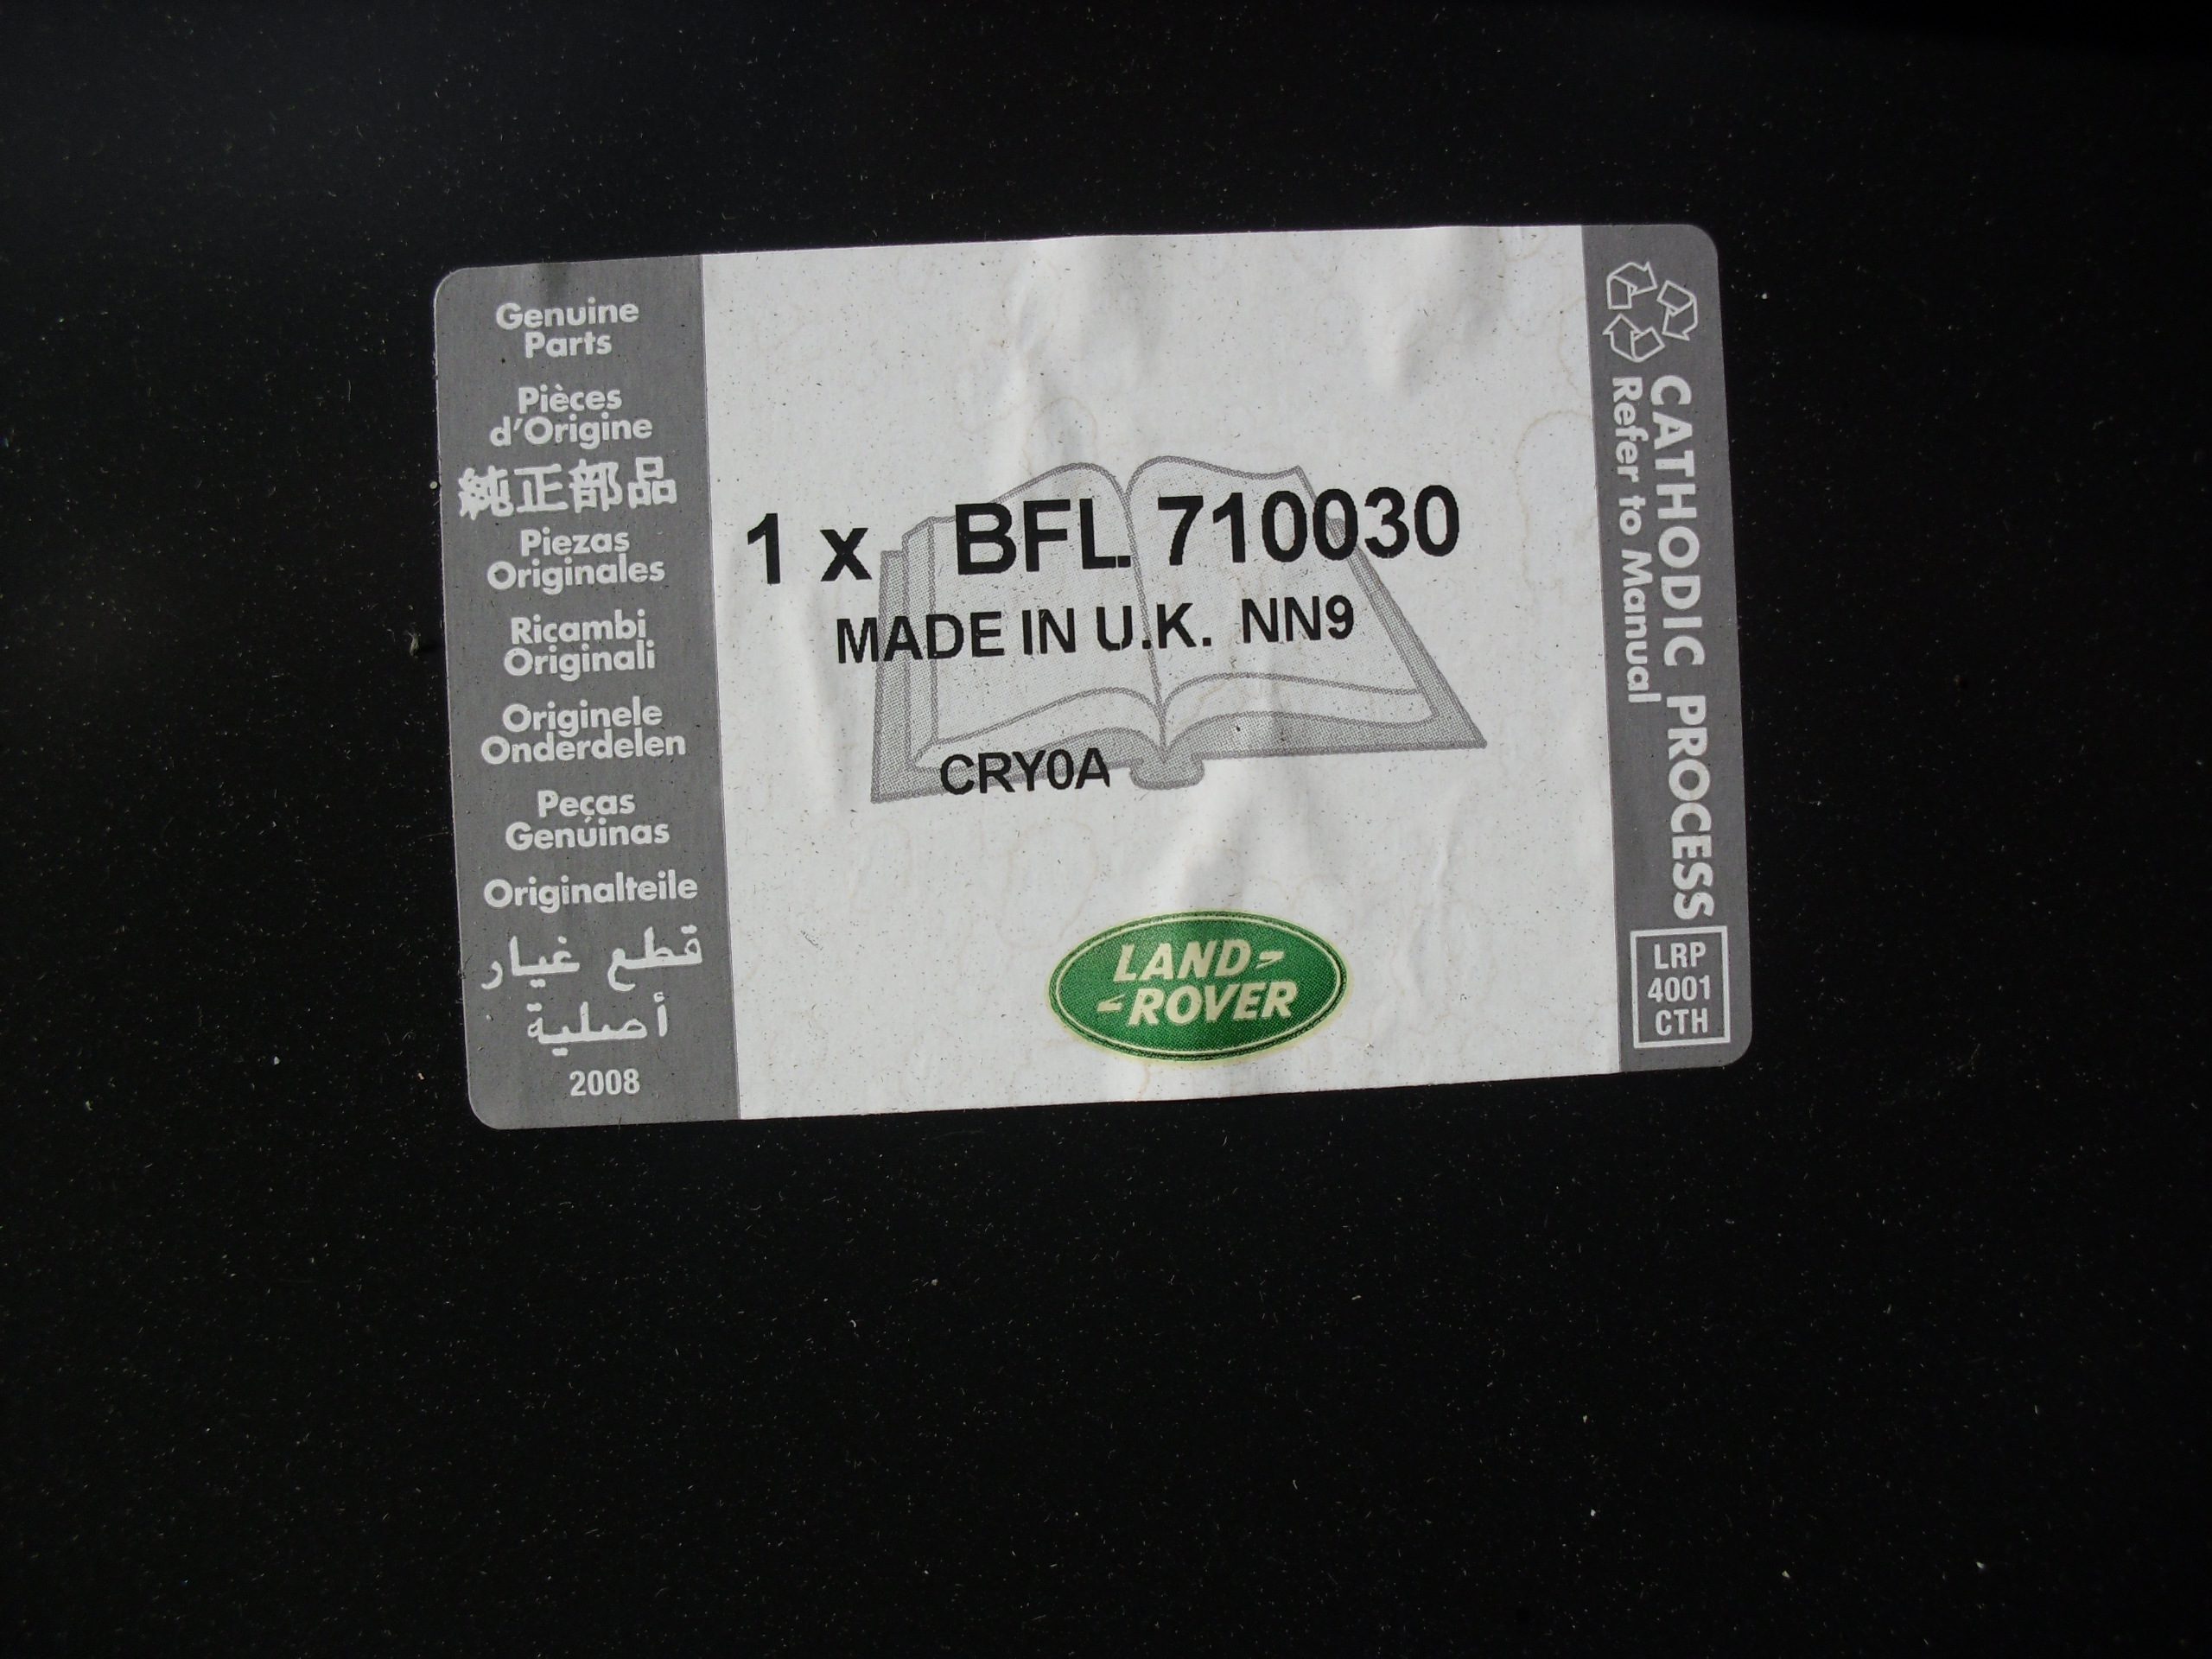 Genuine
Parts
Pièces
d'Origine
純正部品
Piezas
Originales
Ricambi
Originali
Originele
Onderdelen
Peças
Genúinas
Originalteile
قطع غيار
أصلية
2008
1 x BFL 710030
MADE IN U.K. NN9
CRY0A
LAND-
-ROVER
CATHODIC PROCESS
Refer to Manual
LRP
4001
CTH